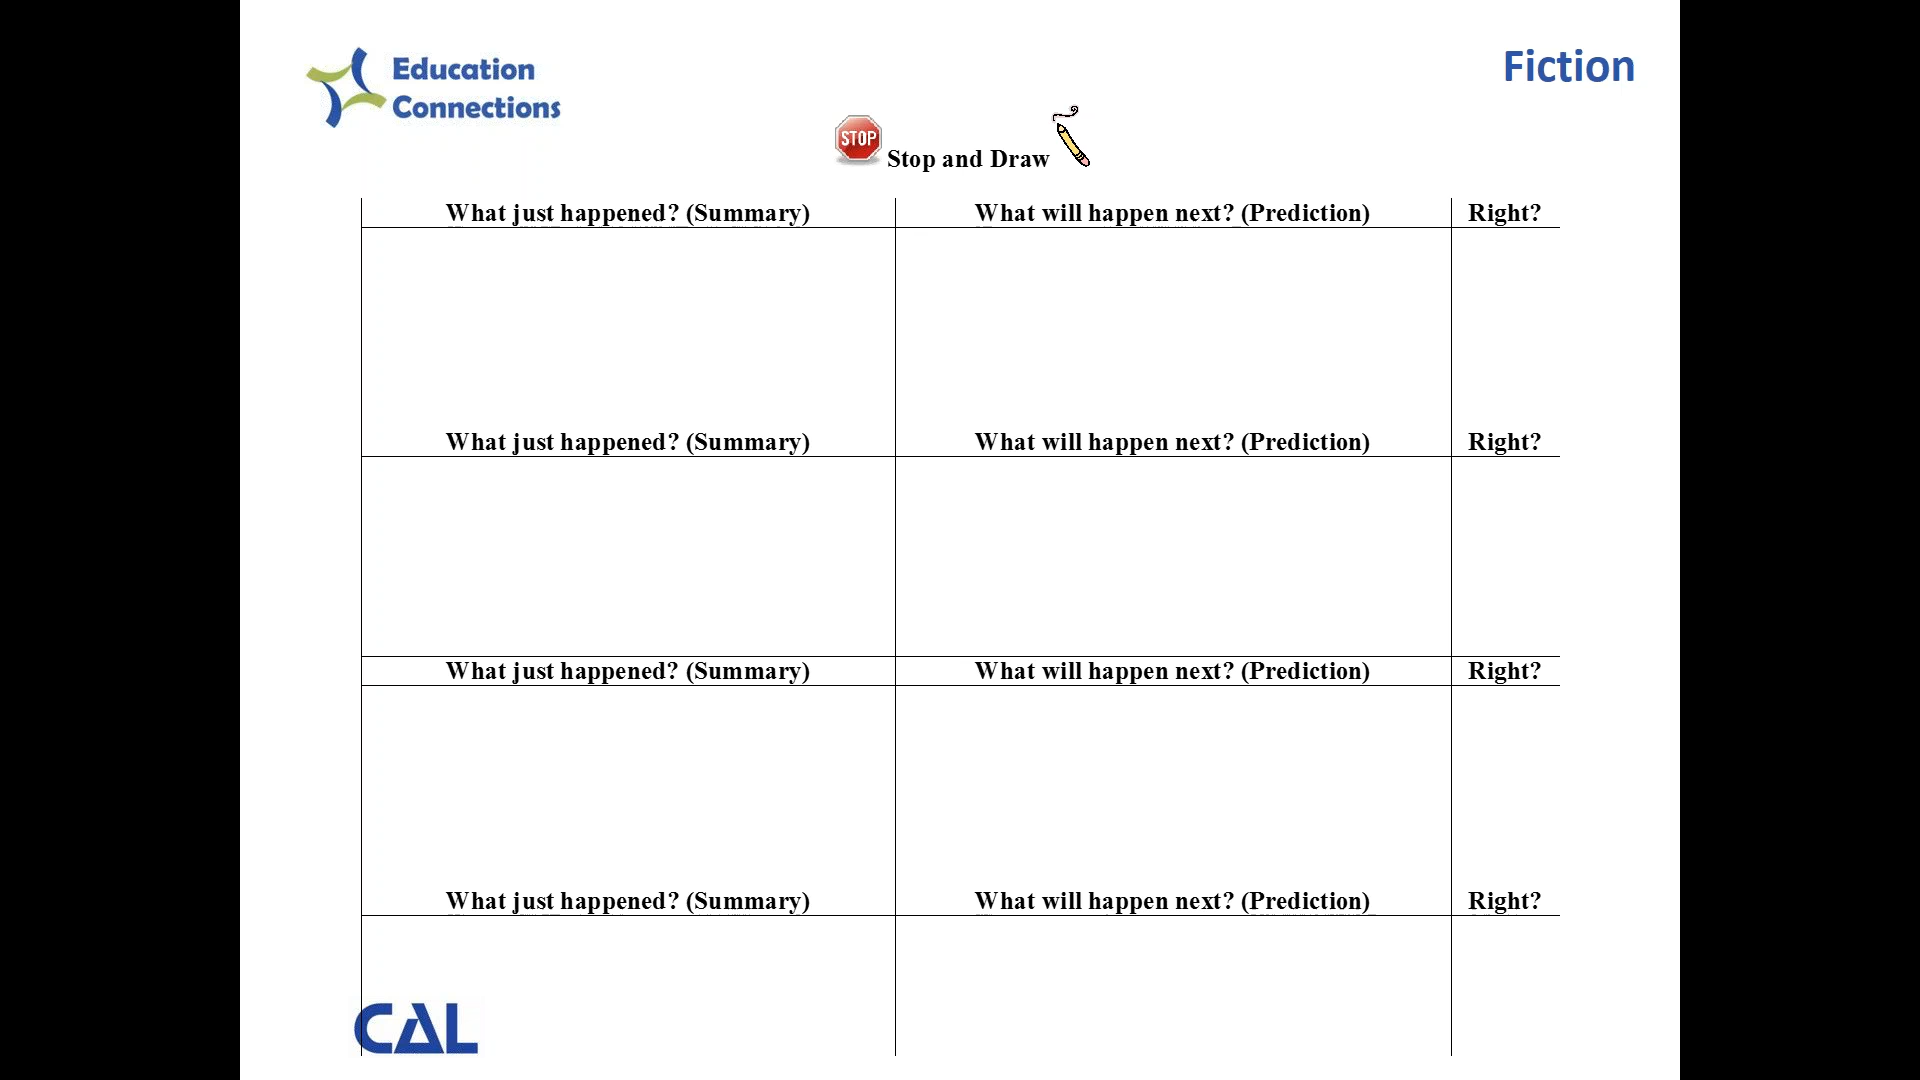 Education
Connections
Fiction
STOP
Stop and Draw
What just happened? (Summary) What will happen next? (Prediction) Right?
What just happened? (Summary) What will happen next? (Prediction) Right?
What just happened? (Summary) What will happen next? (Prediction) Right?
What just happened? (Summary) What will happen next? (Prediction) Right?
CAL